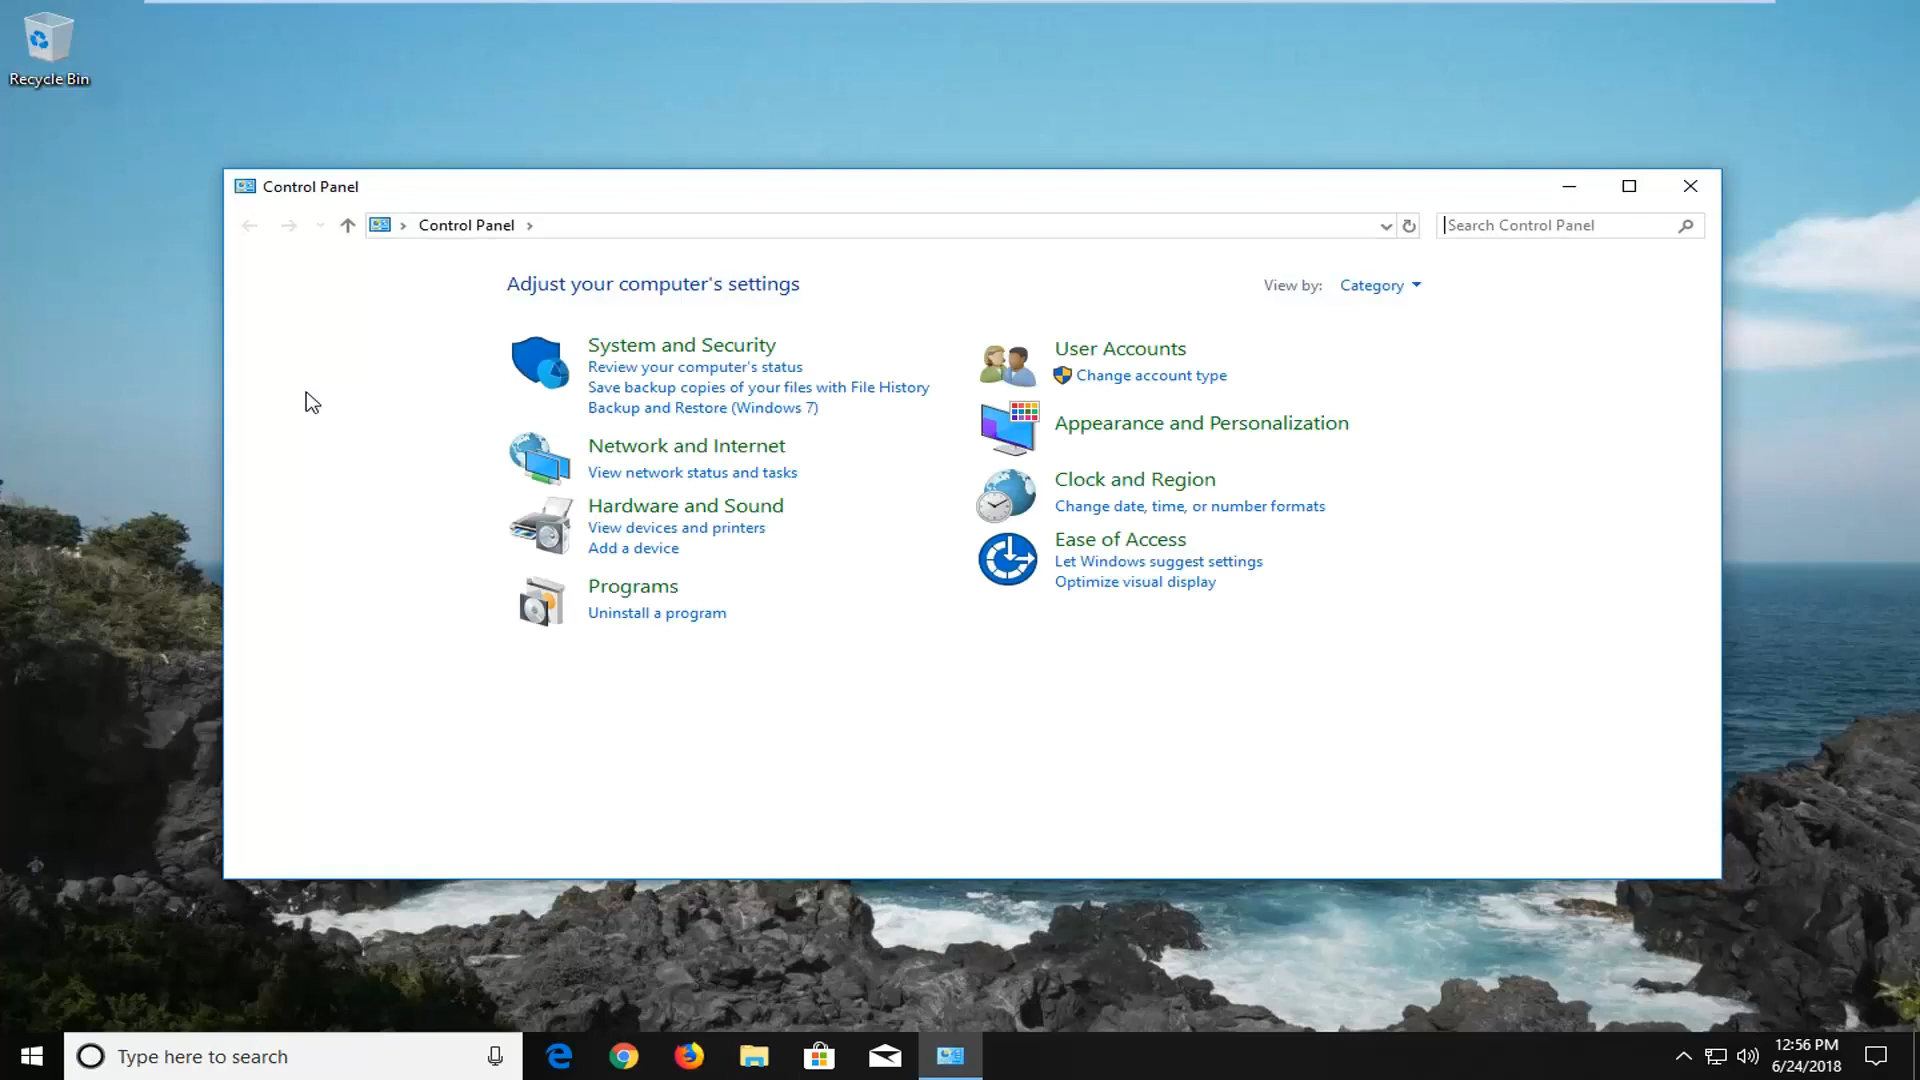 Recycle Bin
Control Panel
Control Panel
Search Control Panel
Adjust your computer's settings
View by: Category
System and Security
Review your computer's status
Save backup copies of your files with File History
Backup and Restore (Windows 7)
Network and Internet
View network status and tasks
Hardware and Sound
View devices and printers
Add a device
Programs
Uninstall a program
User Accounts
Change account type
Appearance and Personalization
Clock and Region
Change date, time, or number formats
Ease of Access
Let Windows suggest settings
Optimize visual display
Type here to search
12:56 PM
6/24/2018